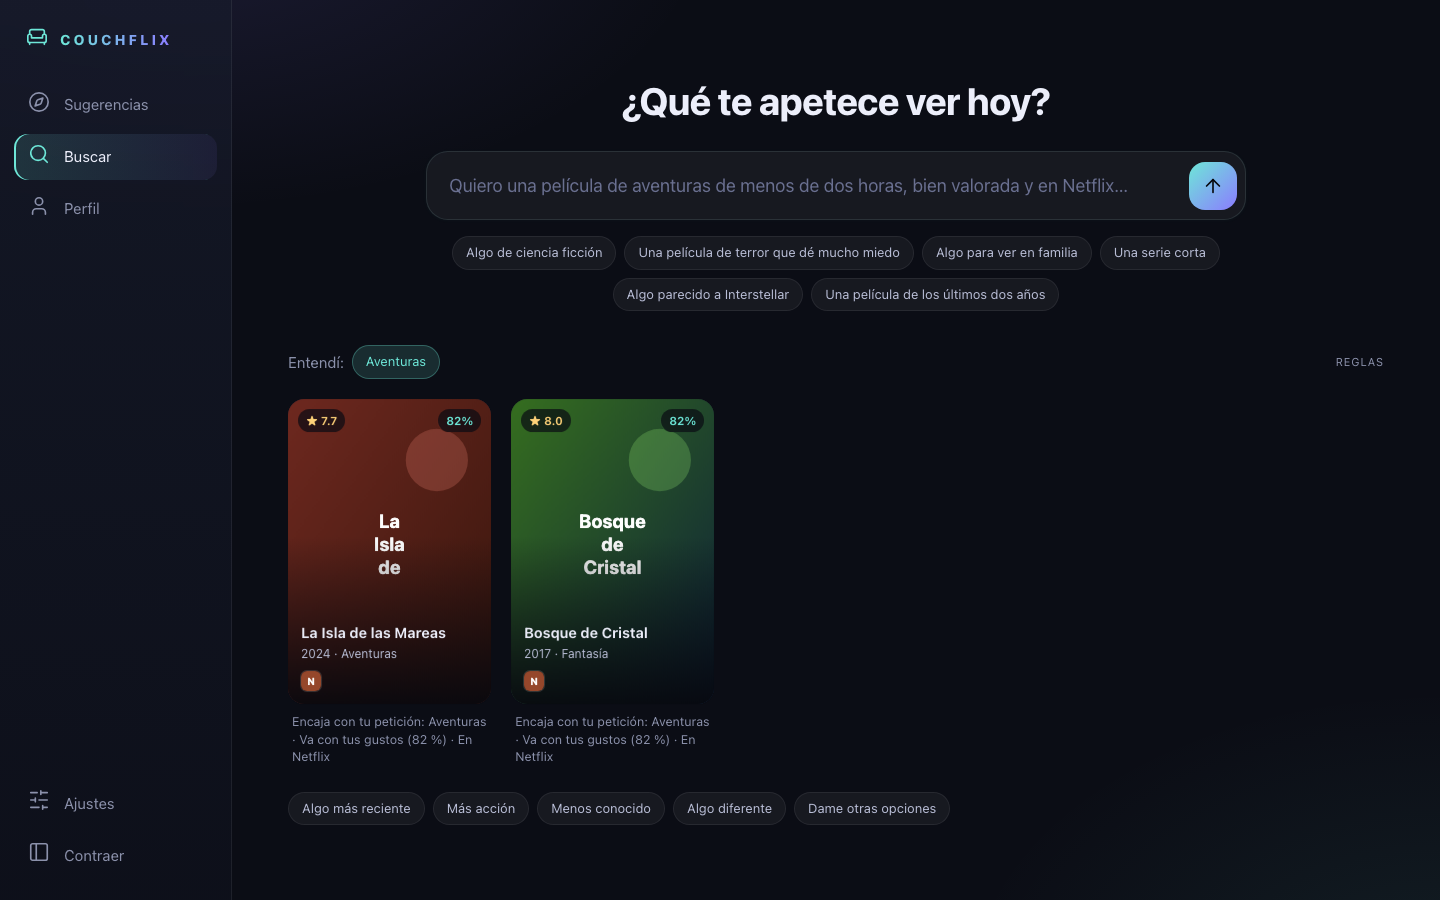 COUCHFLIX
Sugerencias
Buscar
Perfil
Ajustes
Contraer
¿Qué te apetece ver hoy?
Quiero una película de aventuras de menos de dos horas, bien valorada y en Netflix...
Algo de ciencia ficción
Una película de terror que dé mucho miedo
Algo para ver en familia
Una serie corta
Algo parecido a Interstellar
Una película de los últimos dos años
Entendí: Aventuras
REGLAS
7.7
82%
La
Isla
de
La Isla de las Mareas
2024 · Aventuras
N
Encaja con tu petición: Aventuras
· Va con tus gustos (82 %) · En
Netflix
8.0
82%
Bosque
de
Cristal
Bosque de Cristal
2017 · Fantasía
N
Encaja con tu petición: Aventuras
· Va con tus gustos (82 %) · En
Netflix
Algo más reciente
Más acción
Menos conocido
Algo diferente
Dame otras opciones